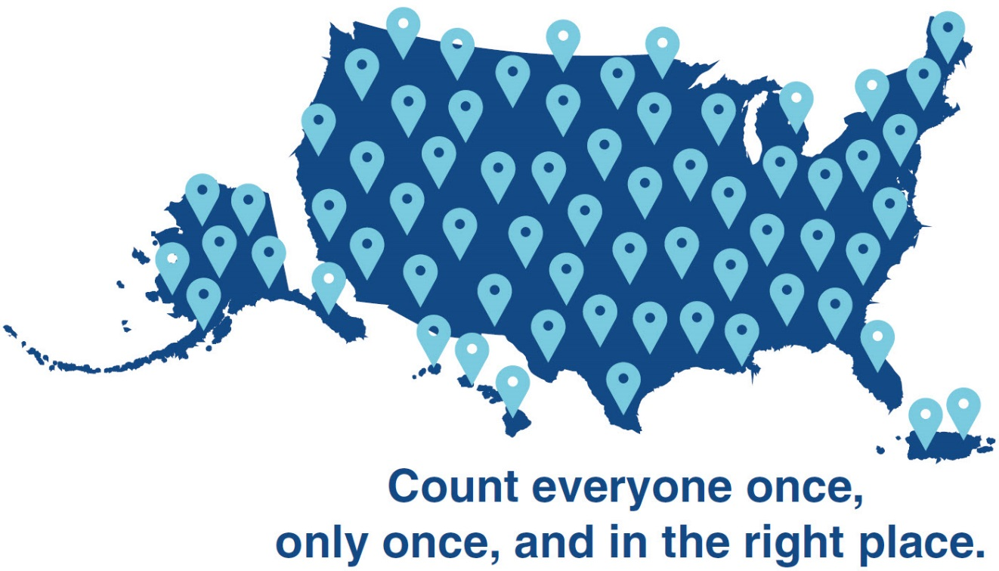 Count everyone once,
only once, and in the right place.